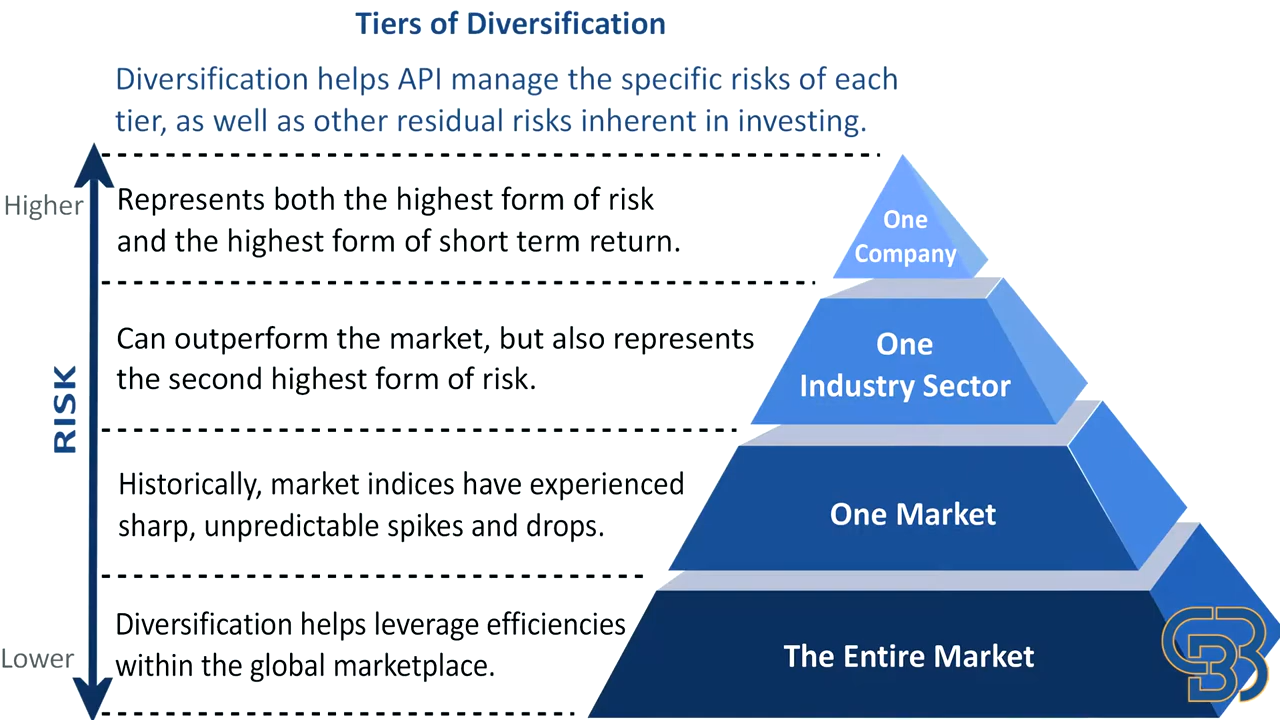 Tiers of Diversification
Diversification helps API manage the specific risks of each
tier, as well as other residual risks inherent in investing.
Higher
Represents both the highest form of risk
and the highest form of short term return.
One
Company
Can outperform the market, but also represents
the second highest form of risk.
One
Industry Sector
RISK
Historically, market indices have experienced
sharp, unpredictable spikes and drops.
One Market
Diversification helps leverage efficiencies
within the global marketplace.
Lower
The Entire Market